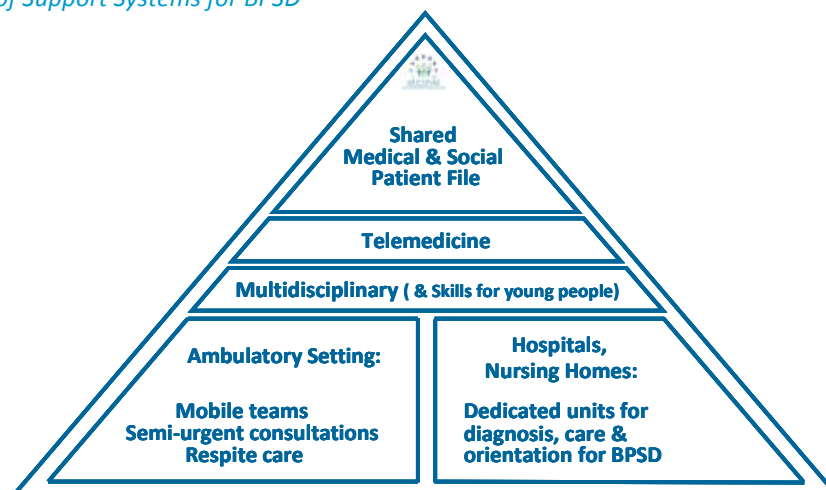 of Support Systems for BPSD
Shared
Medical & Social
Patient File
Telemedicine
Multidisciplinary ( & Skills for young people)
Ambulatory Setting:
Mobile teams
Semi-urgent consultations
Respite care
Hospitals,
Nursing Homes:
Dedicated units for
diagnosis, care &
orientation for BPSD